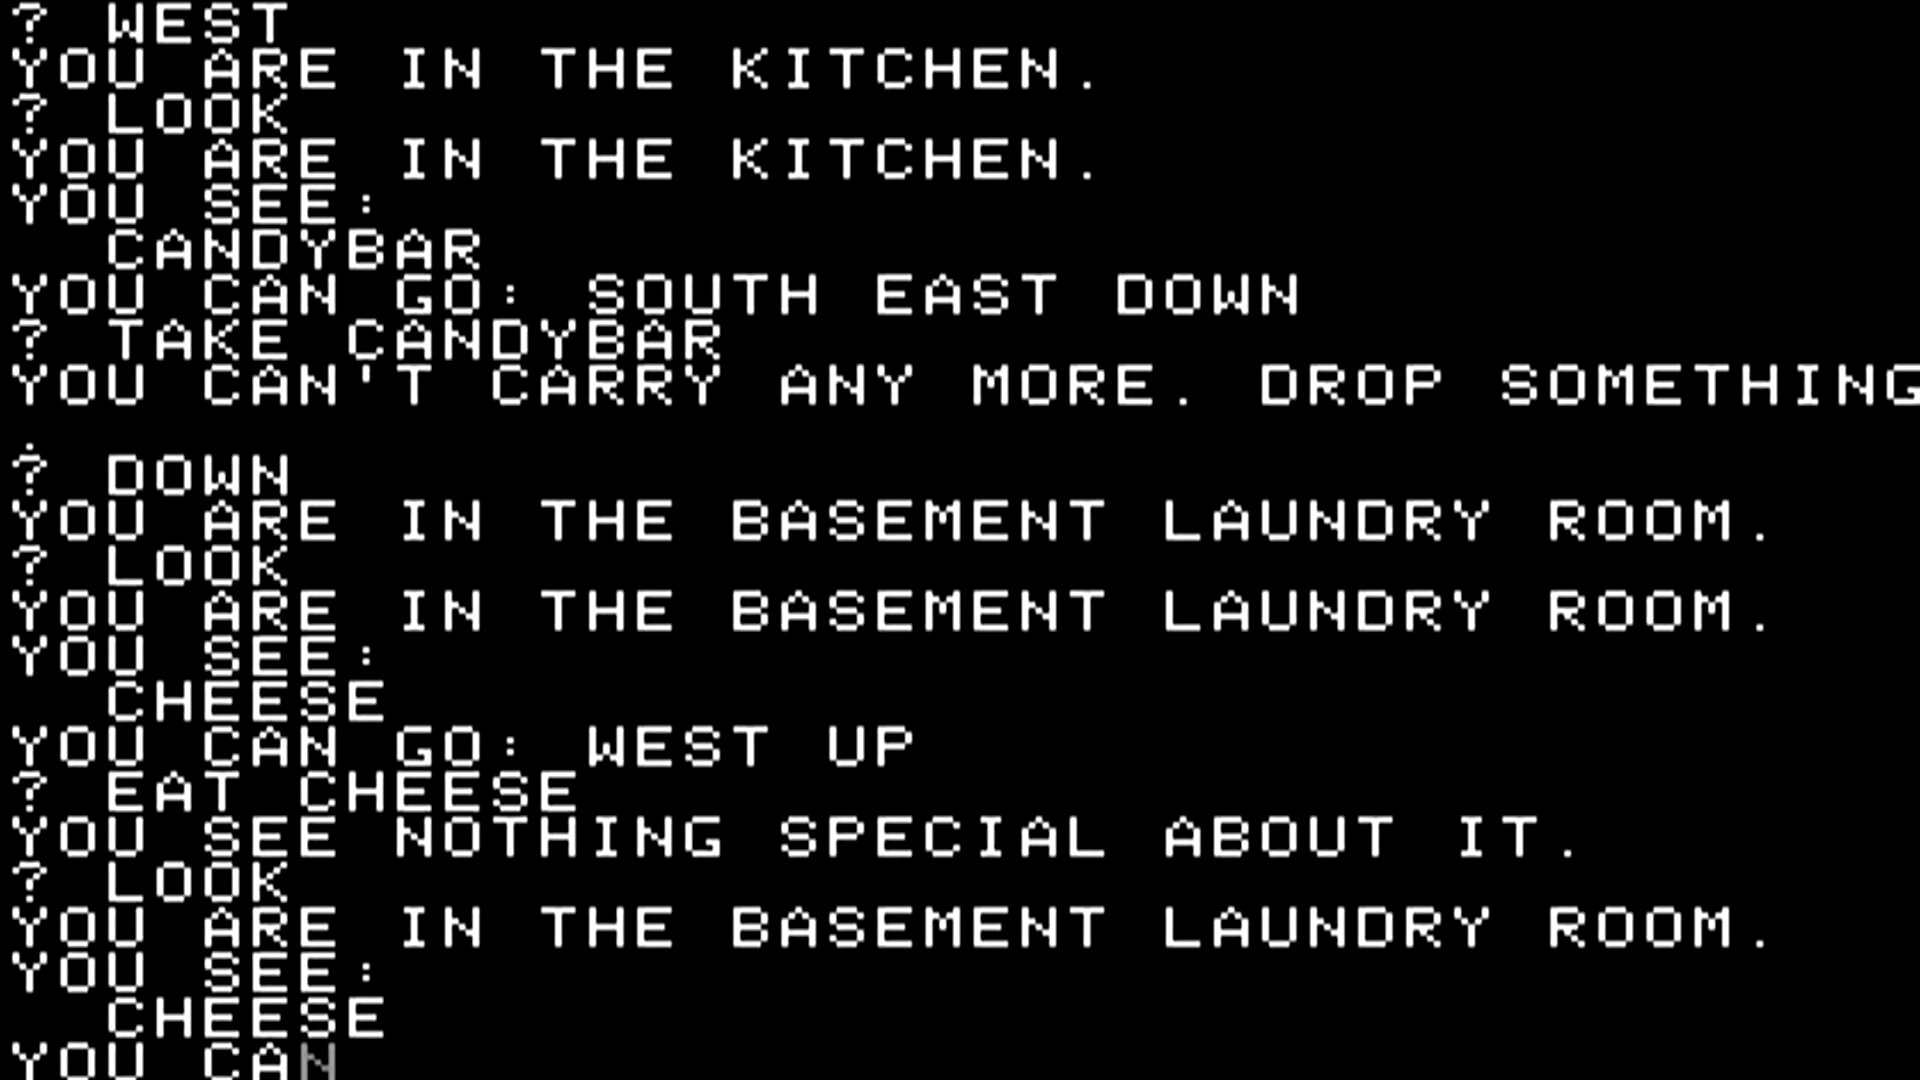 ? WEST
YOU ARE IN THE KITCHEN.
? LOOK
YOU ARE IN THE KITCHEN.
YOU SEE:
CANDYBAR
YOU CAN GO: SOUTH EAST DOWN
? TAKE CANDYBAR
YOU CAN'T CARRY ANY MORE. DROP SOMETHING
.
? DOWN
YOU ARE IN THE BASEMENT LAUNDRY ROOM.
? LOOK
YOU ARE IN THE BASEMENT LAUNDRY ROOM.
YOU SEE:
CHEESE
YOU CAN GO: WEST UP
? EAT CHEESE
YOU SEE NOTHING SPECIAL ABOUT IT.
? LOOK
YOU ARE IN THE BASEMENT LAUNDRY ROOM.
YOU SEE:
CHEESE
YOU CAN